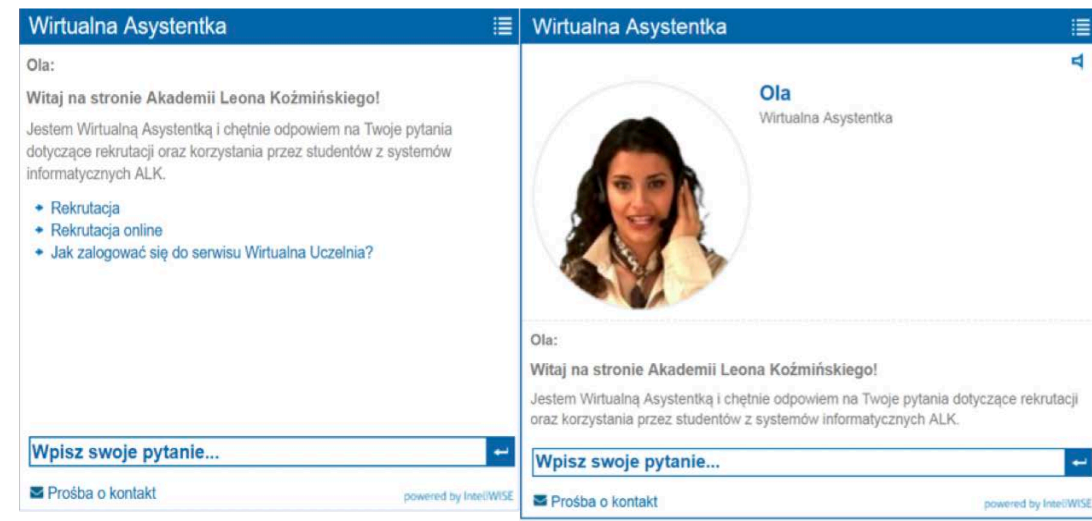 Wirtualna Asystentka
Ola:
Witaj na stronie Akademii Leona Koźmińskiego!
Jestem Wirtualną Asystentką i chętnie odpowiem na Twoje pytania
dotyczące rekrutacji oraz korzystania przez studentów z systemów
informatycznych ALK.
Rekrutacja
Rekrutacja online
Jak zalogować się do serwisu Wirtualna Uczelnia?
Wpisz swoje pytanie...
Prośba o kontakt
powered by InteliWISE
Wirtualna Asystentka
Ola
Wirtualna Asystentka
Ola:
Witaj na stronie Akademii Leona Koźmińskiego!
Jestem Wirtualną Asystentką i chętnie odpowiem na Twoje pytania dotyczące rekrutacji
oraz korzystania przez studentów z systemów informatycznych ALK.
Wpisz swoje pytanie...
Prośba o kontakt
powered by InteliWISE